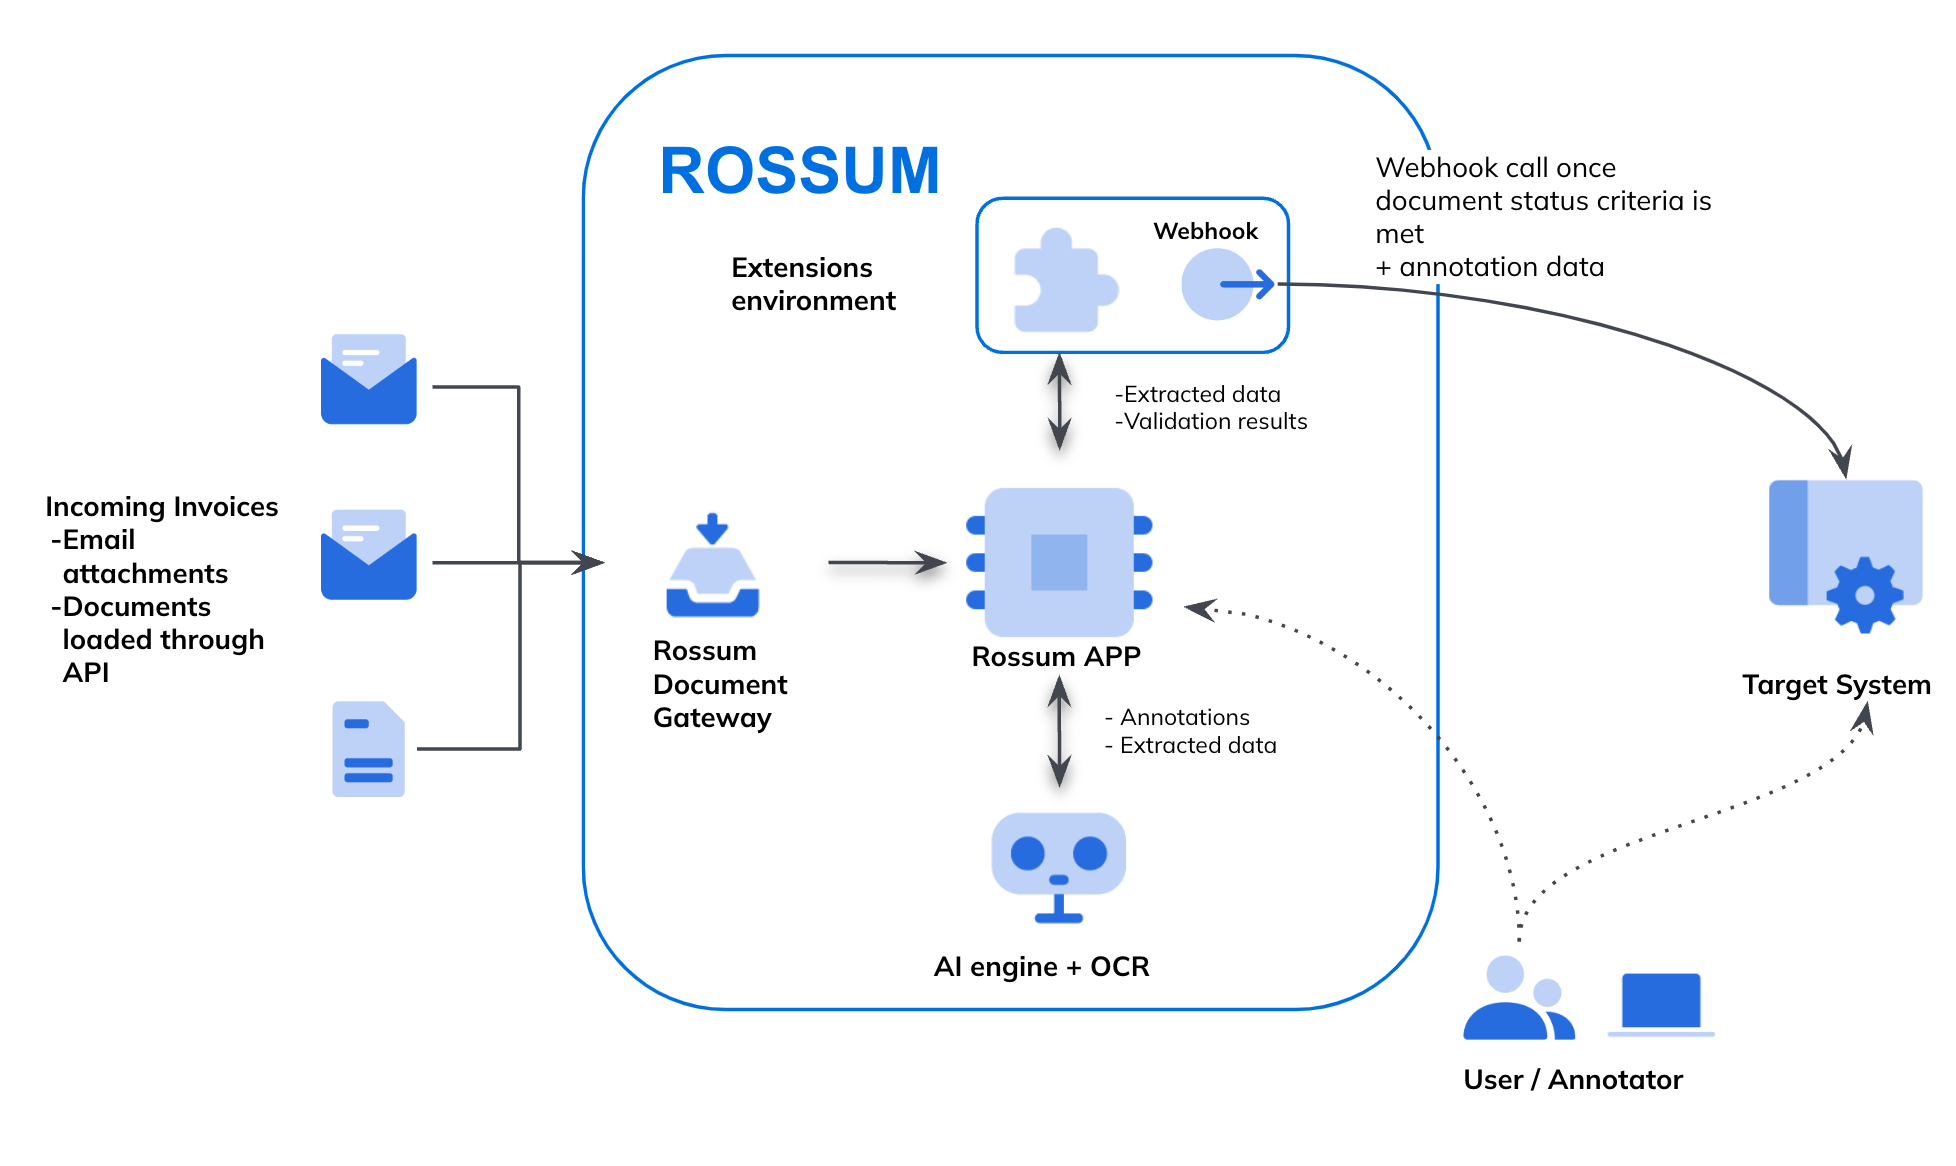 ROSSUM
Webhook call once
document status criteria is
met
+ annotation data
Webhook
Extensions
environment
-Extracted data
-Validation results
Incoming Invoices
-Email
attachments
-Documents
loaded through
API
Rossum
Document
Gateway
Rossum APP
Target System
- Annotations
- Extracted data
AI engine + OCR
User / Annotator